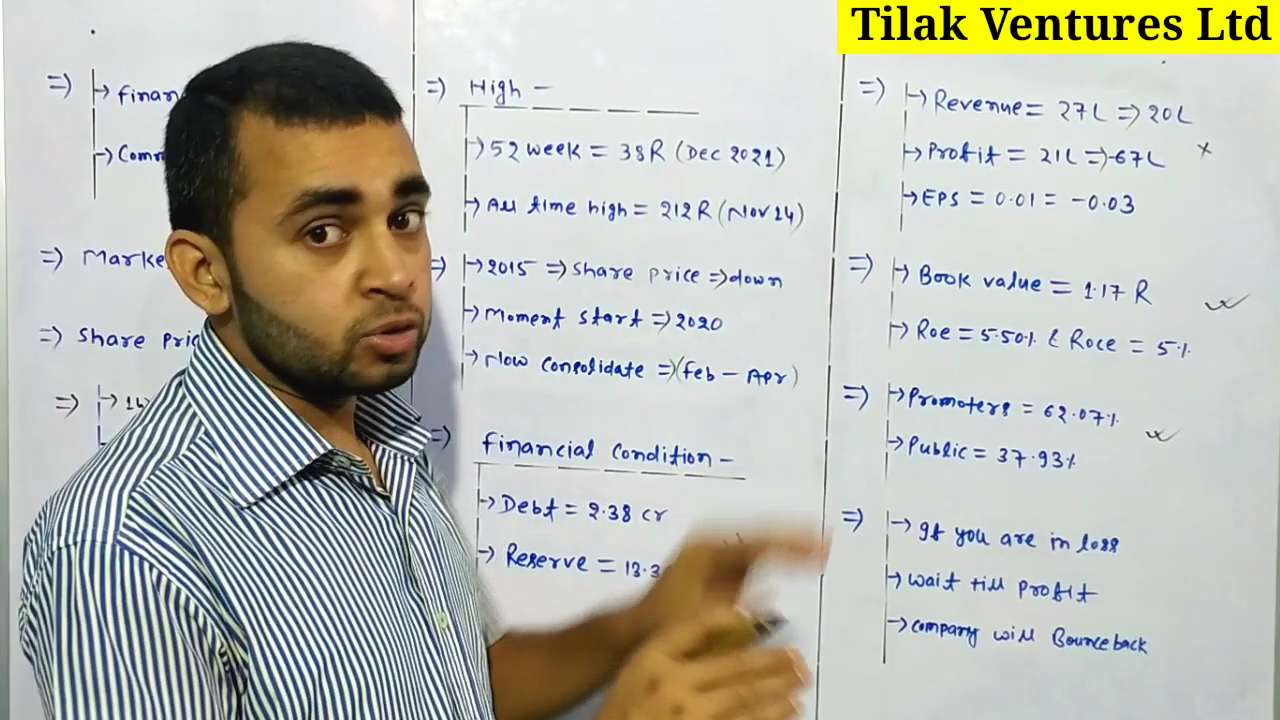 Tilak Ventures Ltd
=> → finan
→ Comm
=> Marke
=> Share pric
=> →
=> High -
→ 52 week = 38R (Dec 2021)
→ All time high = 212 R (Nov 14)
=> → 2015 => Share price => down
→ Moment start => 2020
→ Now consolidate => (Feb - Apr)
=> financial Condition -
→ Debt = 2.38 cr
→ Reserve = 13.3
=> → Revenue = 27L => 20L
→ Profit = 21L => -67L ×
→ EPS = 0.01 = -0.03
=> → Book value = 1.17 R
→ Roe = 5.50% & Roce = 5%
=> → Promoters = 62.07%
→ Public = 37.93%
=> → If you are in loss
→ wait till profit
→ company will Bounceback